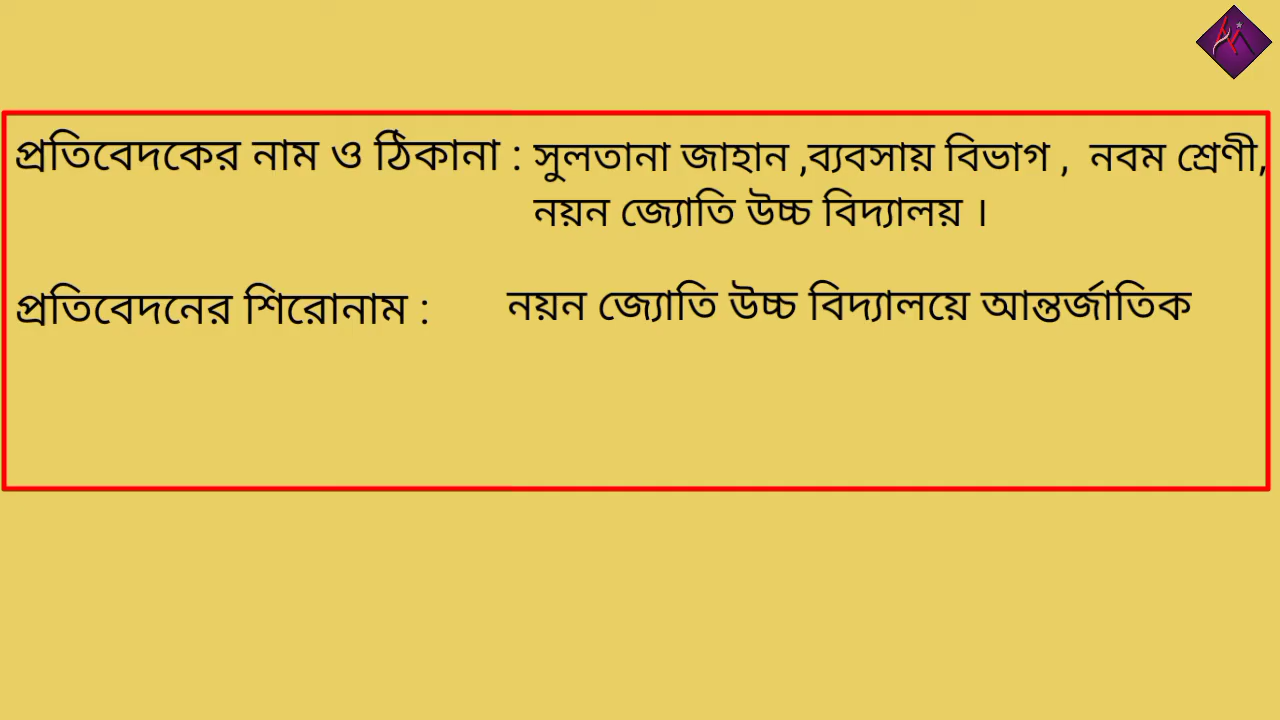 প্রতিবেদকের নাম ও ঠিকানা : সুলতানা জাহান ,ব্যবসায় বিভাগ , নবম শ্রেণী,
নয়ন জ্যোতি উচ্চ বিদ্যালয় ।
প্রতিবেদনের শিরোনাম : নয়ন জ্যোতি উচ্চ বিদ্যালয়ে আন্তর্জাতিক